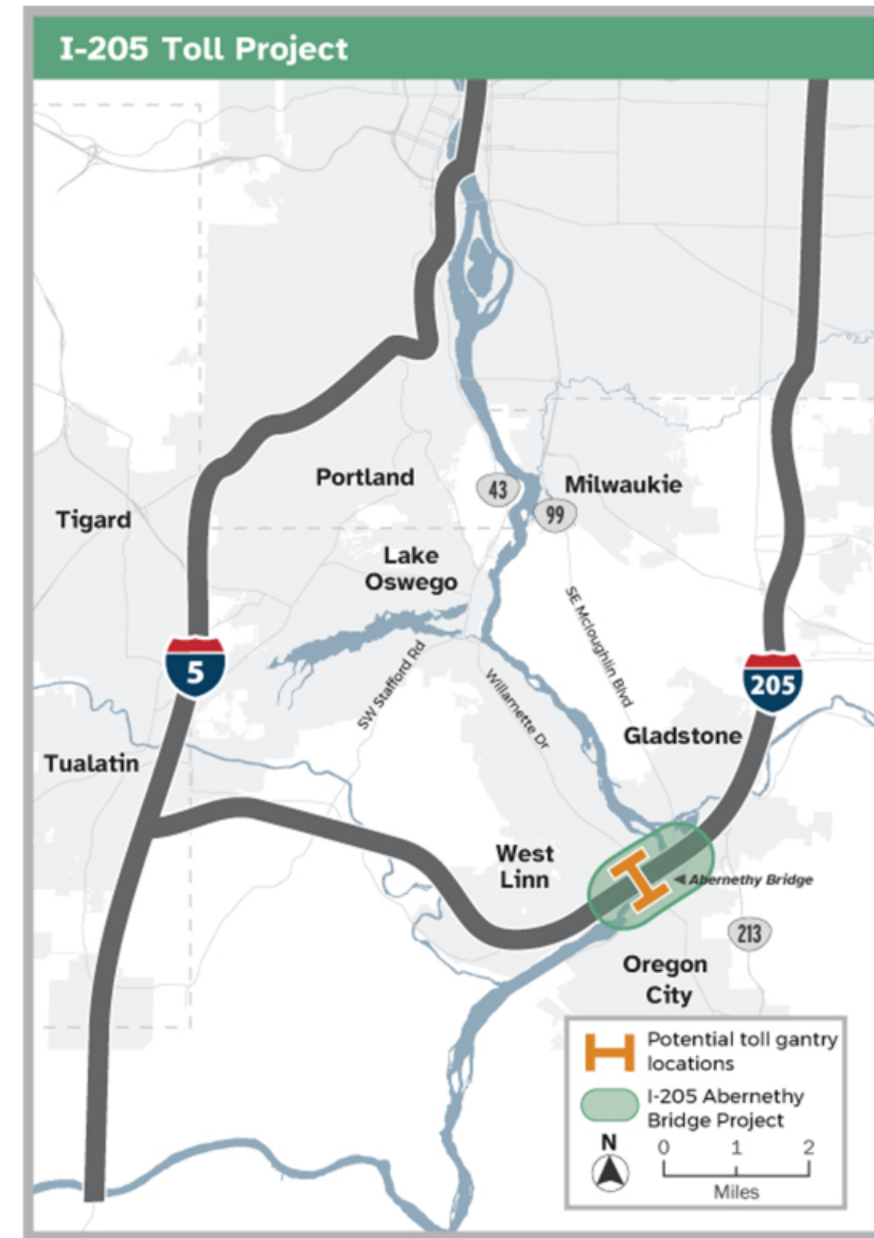 I-205 Toll Project
Portland
43
Milwaukie
Tigard
99
Lake
Oswego
SE Mcloughlin Blvd
5
SW Stafford Rd
Willamette Dr
205
Gladstone
Tualatin
West
Linn
Abernethy Bridge
213
Oregon
City
Potential toll gantry
locations
I-205 Abernethy
Bridge Project
N
0 1 2
Miles